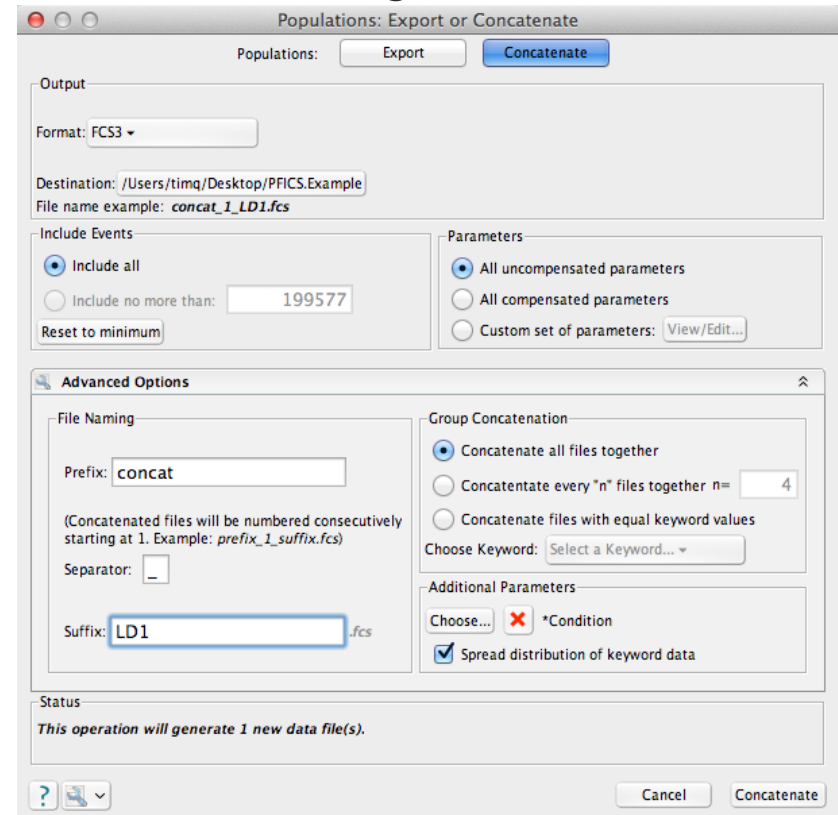 Populations: Export or Concatenate
Populations: Export Concatenate
Output
Format: FCS3
Destination: /Users/timq/Desktop/PFICS.Example
File name example: concat_1_LD1.fcs
Include Events
Include all
Include no more than: 199577
Reset to minimum
Parameters
All uncompensated parameters
All compensated parameters
Custom set of parameters: View/Edit...
Advanced Options
File Naming
Prefix: concat
(Concatenated files will be numbered consecutively
starting at 1. Example: prefix_1_suffix.fcs)
Separator: _
Suffix: LD1 .fcs
Group Concatenation
Concatenate all files together
Concatentate every "n" files together n= 4
Concatenate files with equal keyword values
Choose Keyword: Select a Keyword...
Additional Parameters
Choose... *Condition
Spread distribution of keyword data
Status
This operation will generate 1 new data file(s).
? Cancel Concatenate